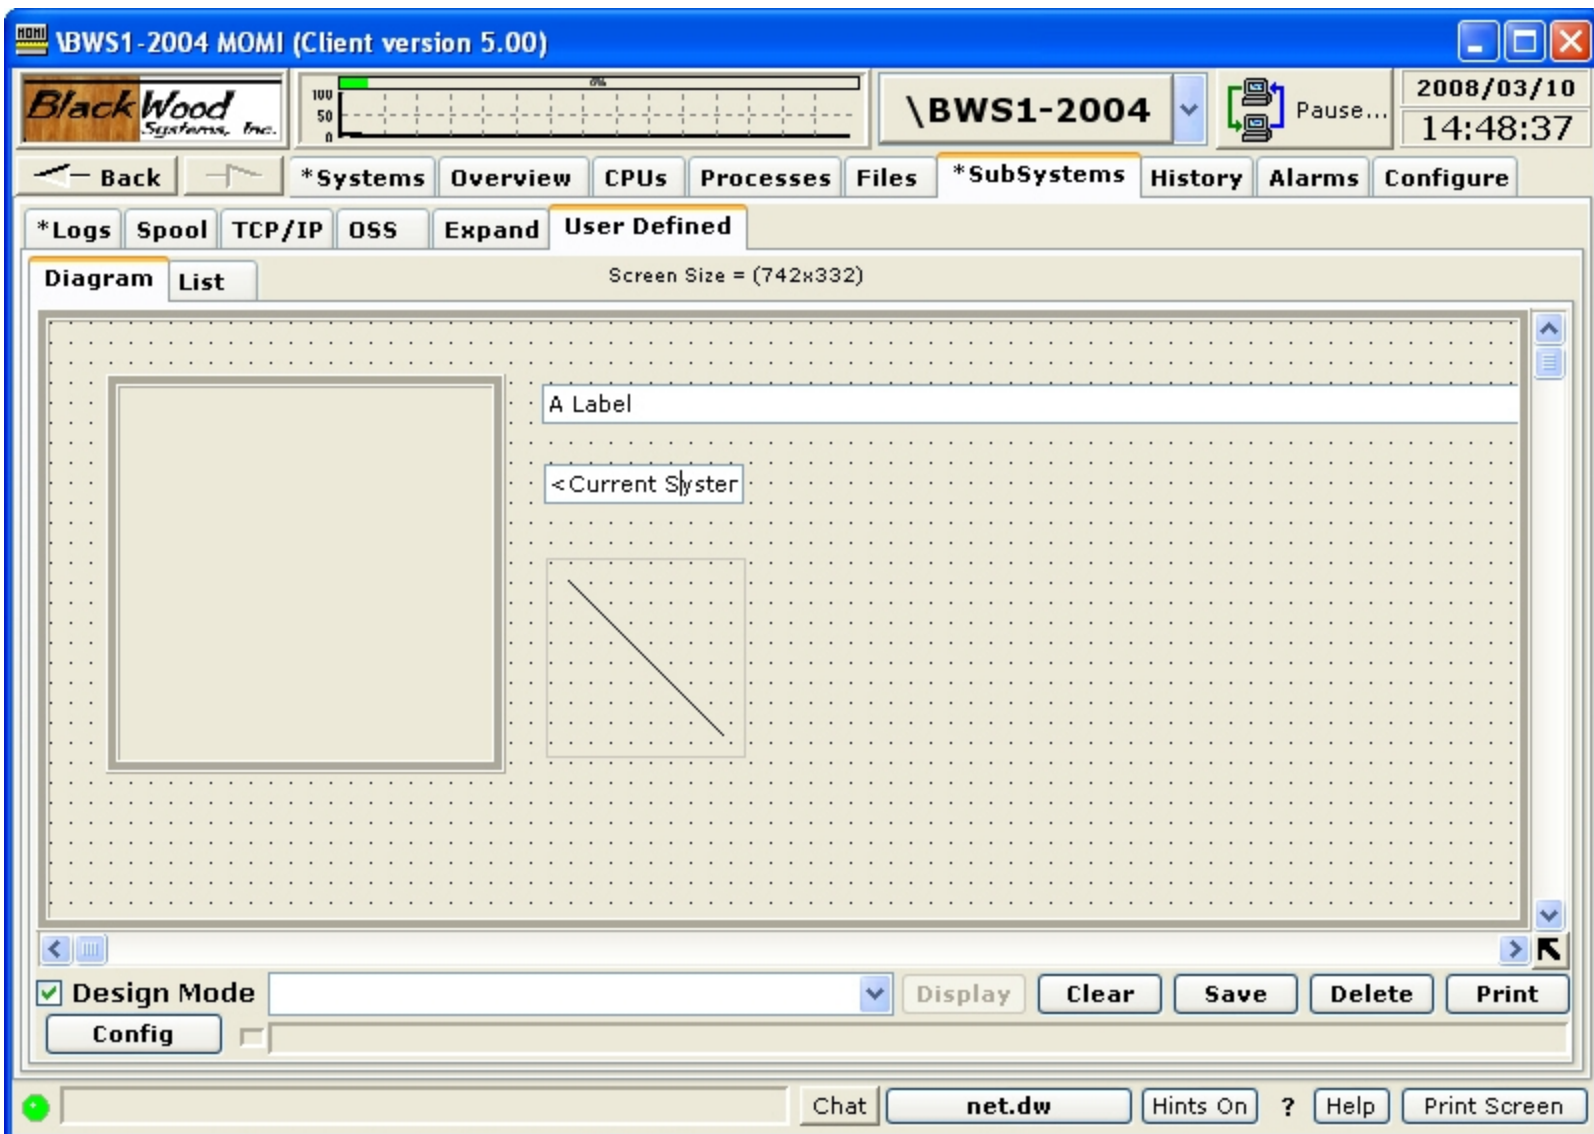 MOMI
\BWS1-2004 MOMI (Client version 5.00)
BlackWood
Systems, Inc.
0%
100
50
0
\BWS1-2004
Pause...
2008/03/10
14:48:37
Back
*Systems Overview CPUs Processes Files *SubSystems History Alarms Configure
*Logs Spool TCP/IP OSS Expand User Defined
Diagram List Screen Size = (742x332)
A Label
<Current Syster
Design Mode Display Clear Save Delete Print
Config
Chat net.dw Hints On ? Help Print Screen